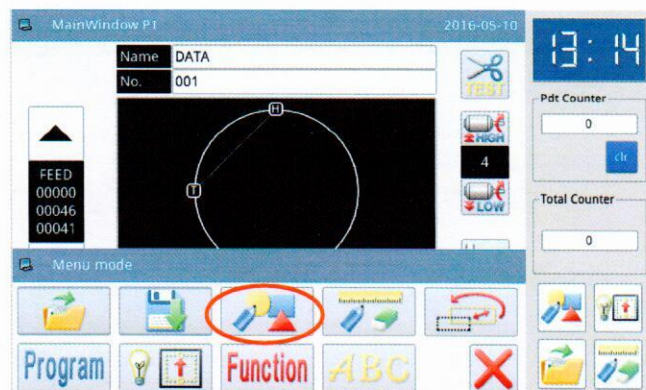 MainWindow P1
2016-05-10
13:14
Name DATA
No. 001
TEST
HIGH
4
LOW
FEED
00000
00046
00041
H
T
Pdt Counter
0
clr
Total Counter
0
Menu mode
Program
Function
ABC